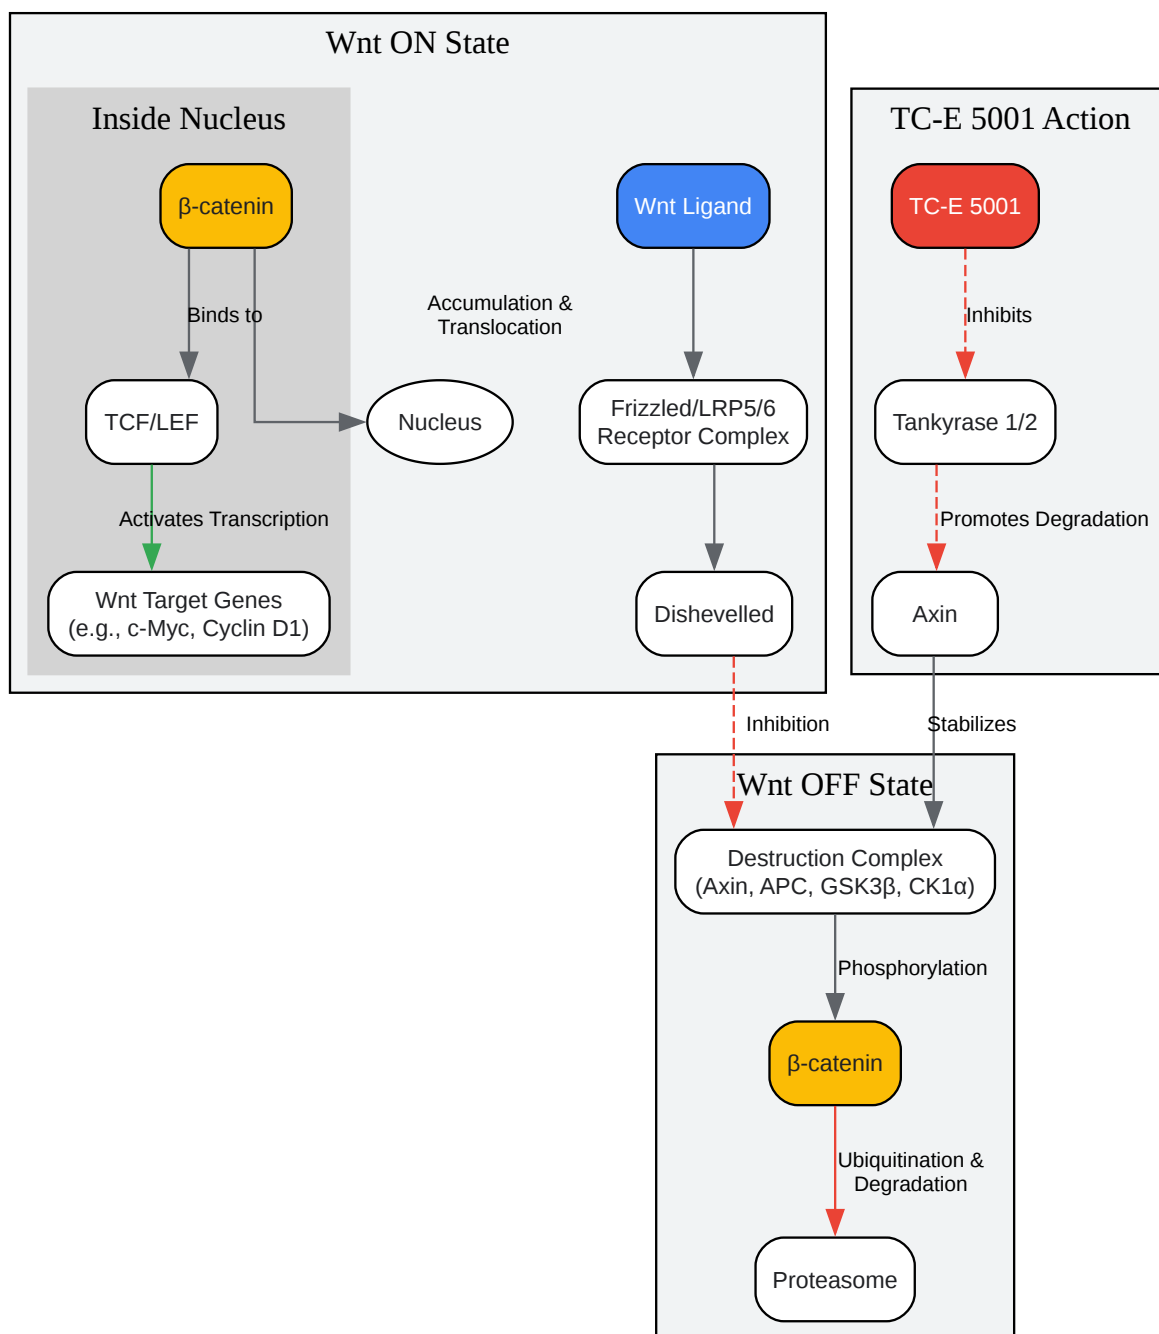 Wnt ON State
Inside Nucleus
β-catenin
Binds to
TCF/LEF
Activates Transcription
Wnt Target Genes
(e.g., c-Myc, Cyclin D1)
Accumulation &
Translocation
Nucleus
Wnt Ligand
Frizzled/LRP5/6
Receptor Complex
Dishevelled
Inhibition
TC-E 5001 Action
TC-E 5001
Inhibits
Tankyrase 1/2
Promotes Degradation
Axin
Stabilizes
Wnt OFF State
Destruction Complex
(Axin, APC, GSK3β, CK1α)
Phosphorylation
β-catenin
Ubiquitination &
Degradation
Proteasome